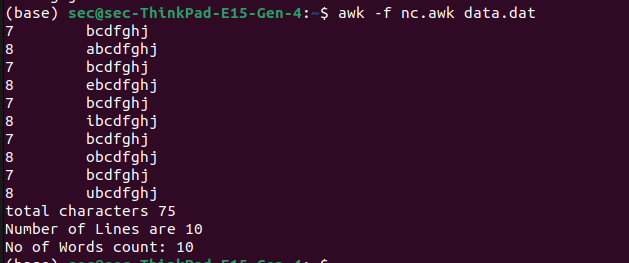 (base) sec@sec-ThinkPad-E15-Gen-4:~$ awk -f nc.awk data.dat
7 bcdfghj
8 abcdfghj
7 bcdfghj
8 ebcdfghj
7 bcdfghj
8 ibcdfghj
7 bcdfghj
8 obcdfghj
7 bcdfghj
8 ubcdfghj
total characters 75
Number of Lines are 10
No of Words count: 10
(base) sec@sec-ThinkPad-E15-Gen-4:~$